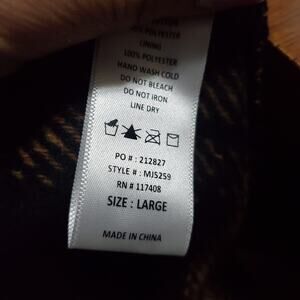 100% POLYESTER
LINING
100% POLYESTER
HAND WASH COLD
DO NOT BLEACH
DO NOT IRON
LINE DRY
PO # : 212827
STYLE # : MJ5259
RN # 117408
SIZE : LARGE
MADE IN CHINA